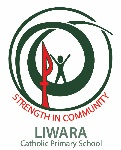 STRENGTH IN COMMUNITY
LIWARA
Catholic Primary School